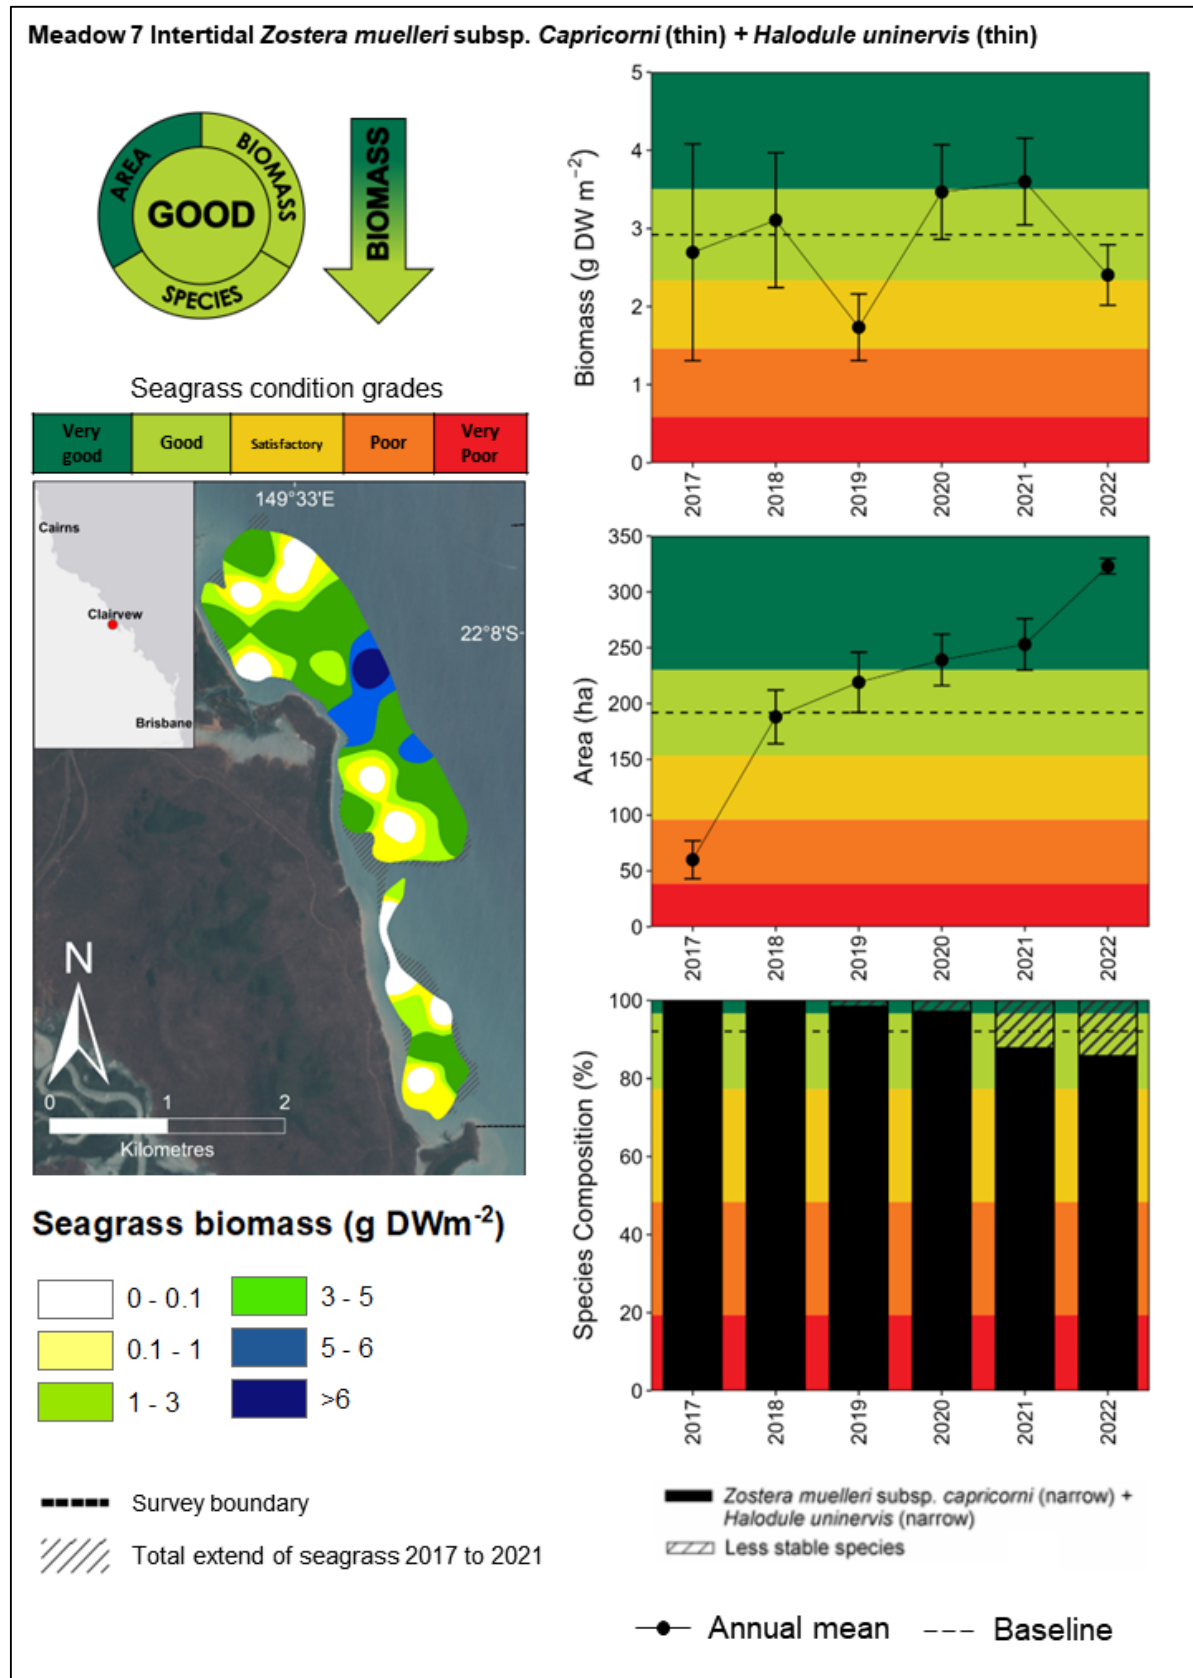 Meadow 7 Intertidal Zostera muelleri subsp. Capricorni (thin) + Halodule uninervis (thin)
AREA
BIOMASS
GOOD
SPECIES
BIOMASS
Seagrass condition grades
Very good
Good
Satisfactory
Poor
Very Poor
149°33'E
22°8'S
Cairns
Clairvew
Brisbane
N
0 1 2
Kilometres
Seagrass biomass (g DWm-2)
0 - 0.1
3 - 5
0.1 - 1
5 - 6
1 - 3
>6
Survey boundary
Total extend of seagrass 2017 to 2021
Biomass (g DW m−2)
5
4
3
2
1
0
2017 2018 2019 2020 2021 2022
Area (ha)
350
300
250
200
150
100
50
0
2017 2018 2019 2020 2021 2022
Species Composition (%)
100
80
60
40
20
0
2017 2018 2019 2020 2021 2022
Zostera muelleri subsp. capricorni (narrow) +
Halodule uninervis (narrow)
Less stable species
Annual mean
Baseline